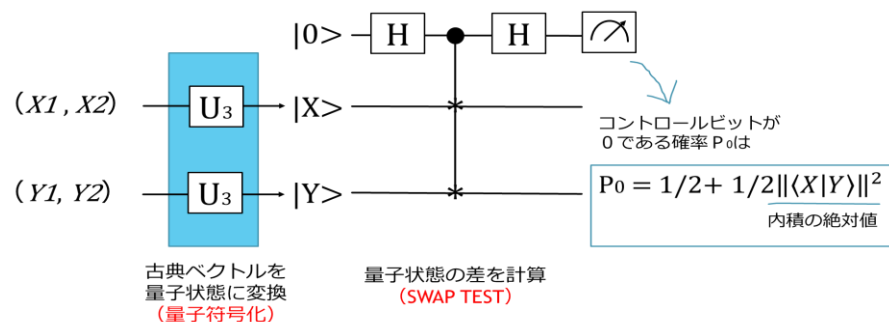 |0> H H
(X1, X2) U₃ |X>
コントロールビットが
0である確率P₀は
(Y1, Y2) U₃ |Y>
P₀ = 1/2+ 1/2‖⟨X|Y⟩‖²
内積の絶対値
古典ベクトルを
量子状態に変換
(量子符号化)
量子状態の差を計算
(SWAP TEST)